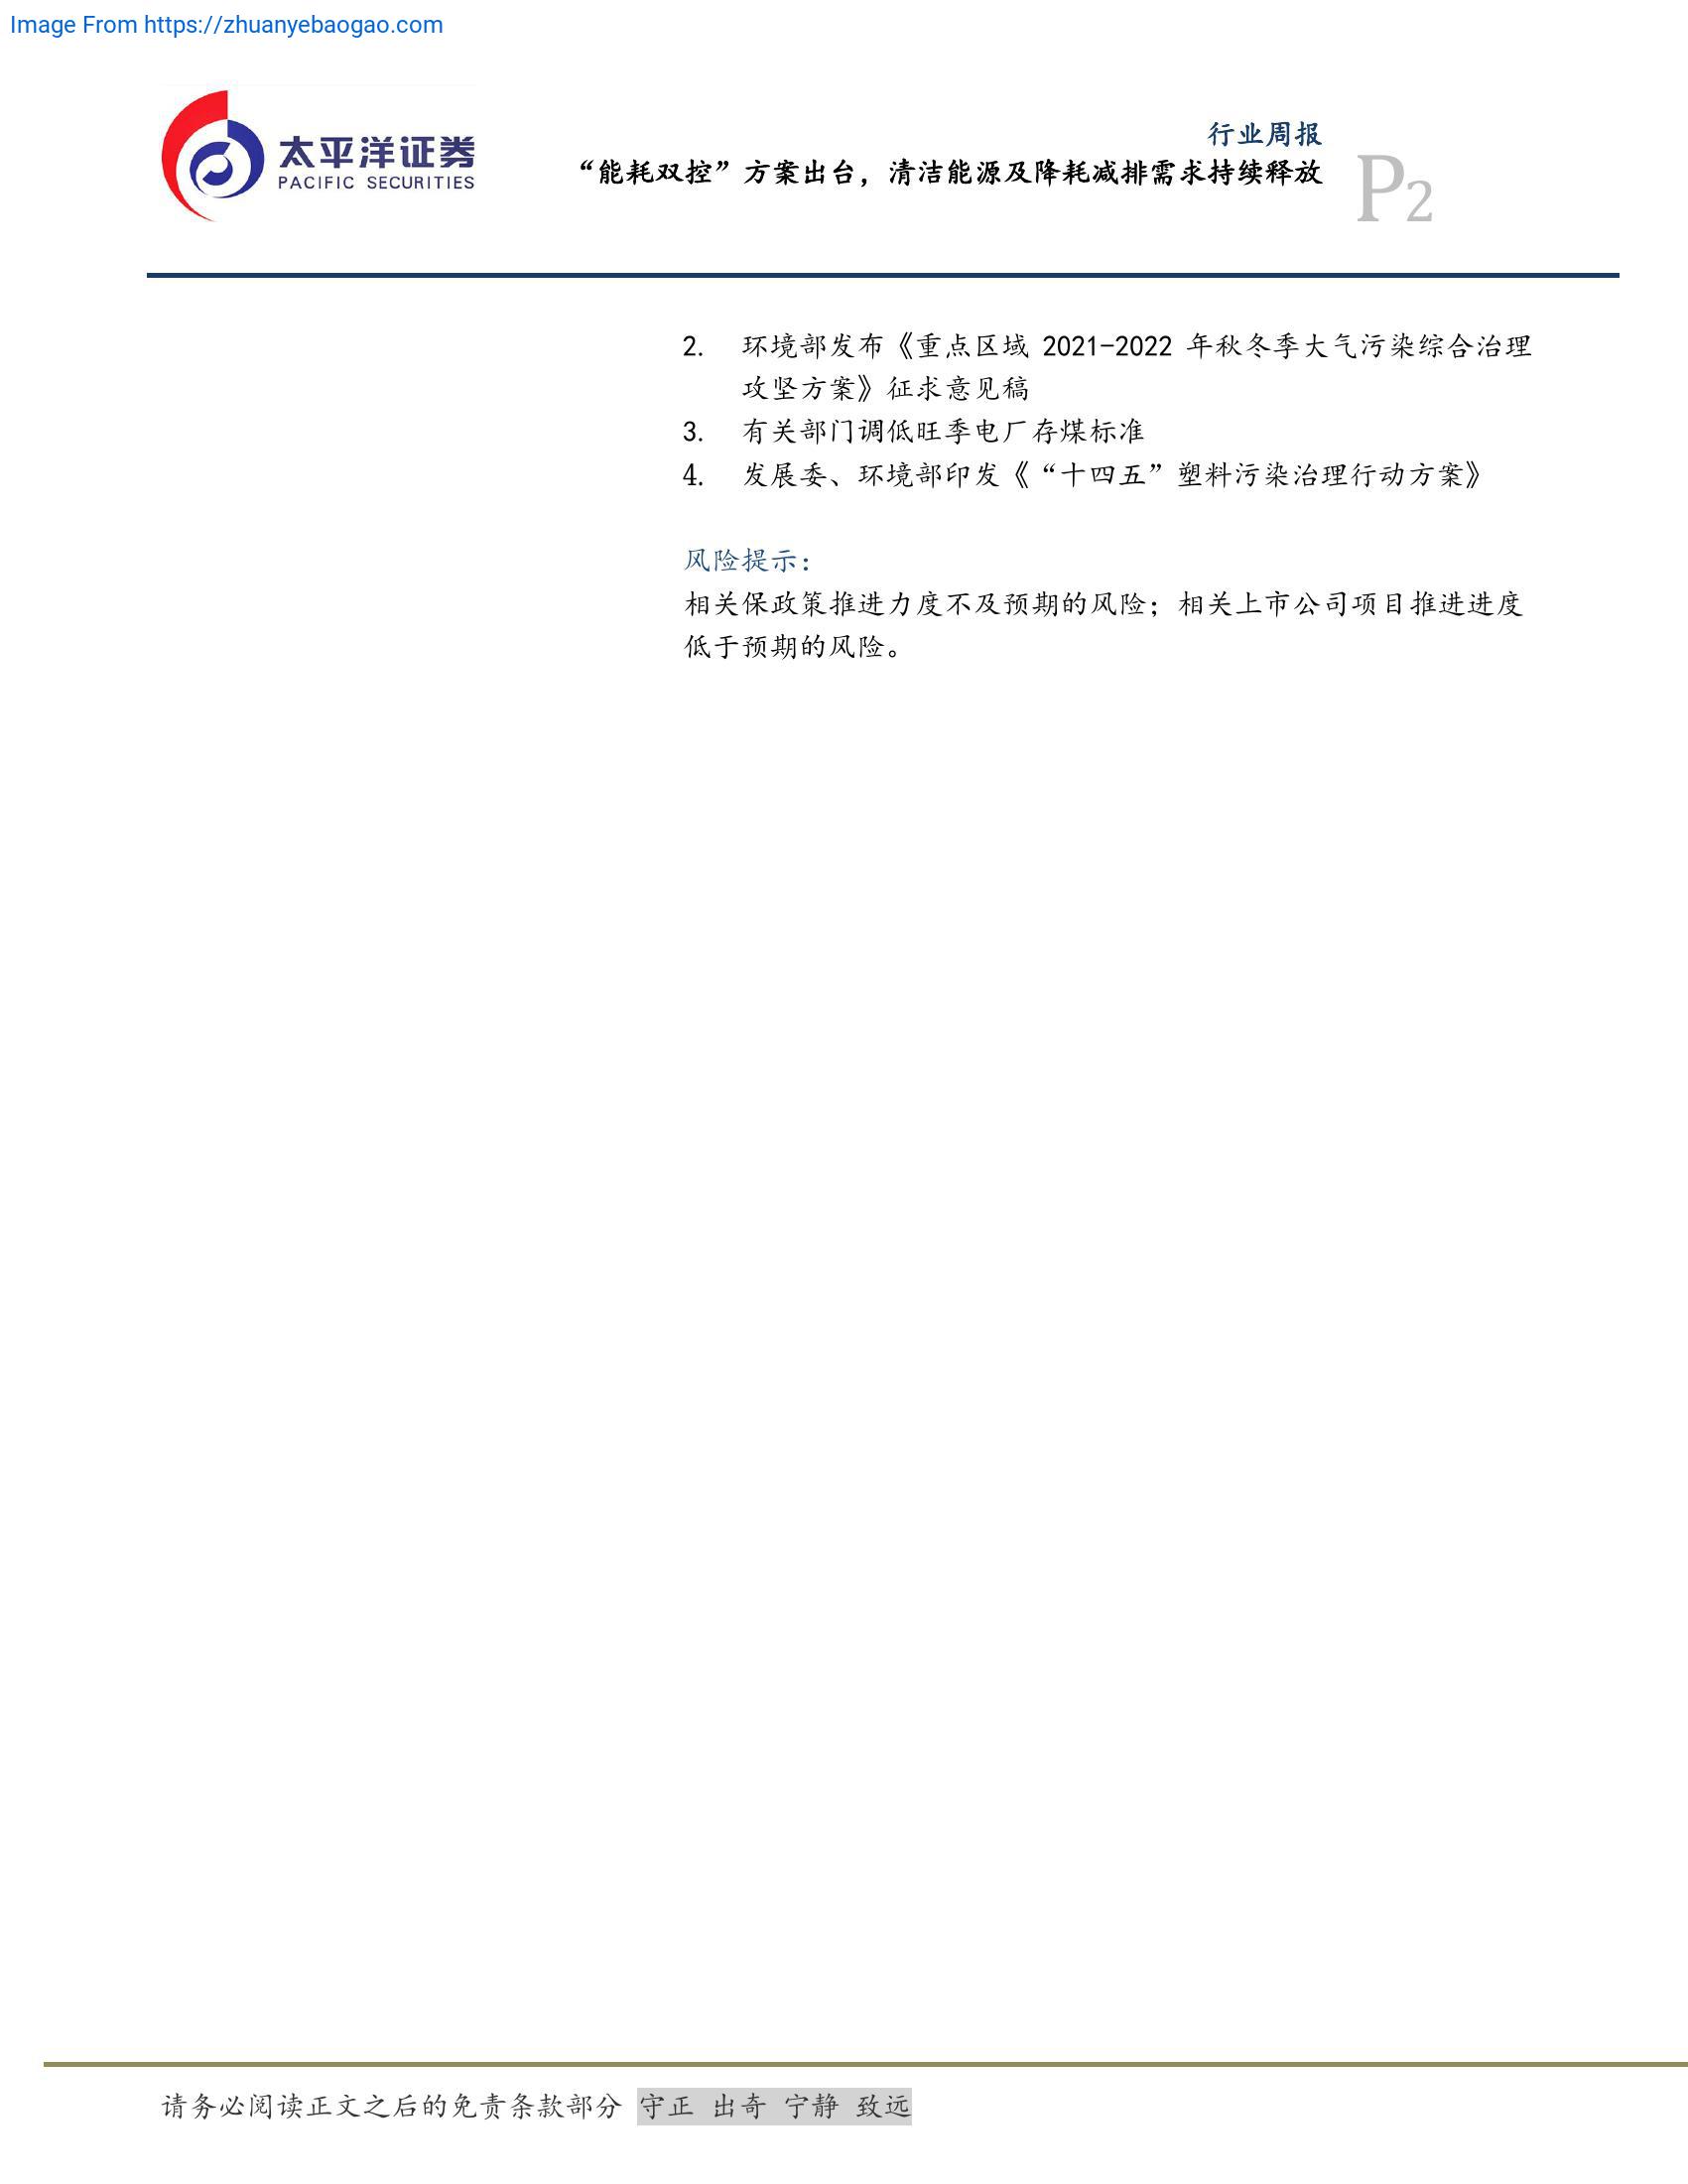 Image From https://zhuanyebaogao.com
太平洋证券
PACIFIC SECURITIES
行业周报
“能耗双控”方案出台，清洁能源及降耗减排需求持续释放
P2
2. 环境部发布《重点区域 2021-2022 年秋冬季大气污染综合治理
攻坚方案》征求意见稿
3. 有关部门调低旺季电厂存煤标准
4. 发展委、环境部印发《“十四五”塑料污染治理行动方案》
风险提示：
相关保政策推进力度不及预期的风险；相关上市公司项目推进进度
低于预期的风险。
请务必阅读正文之后的免责条款部分 守正 出奇 宁静 致远